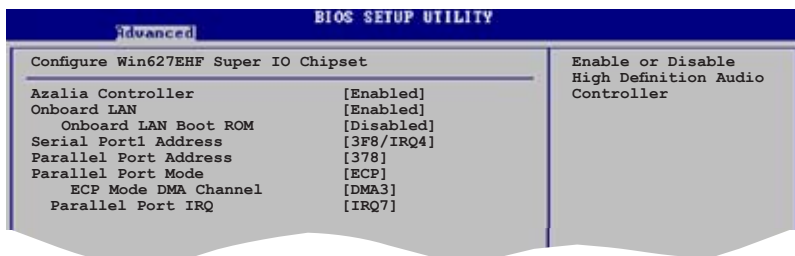 BIOS SETUP UTILITY
Advanced
Configure Win627EHF Super IO Chipset
Azalia Controller [Enabled]
Onboard LAN [Enabled]
Onboard LAN Boot ROM [Disabled]
Serial Port1 Address [3F8/IRQ4]
Parallel Port Address [378]
Parallel Port Mode [ECP]
ECP Mode DMA Channel [DMA3]
Parallel Port IRQ [IRQ7]
Enable or Disable
High Definition Audio
Controller